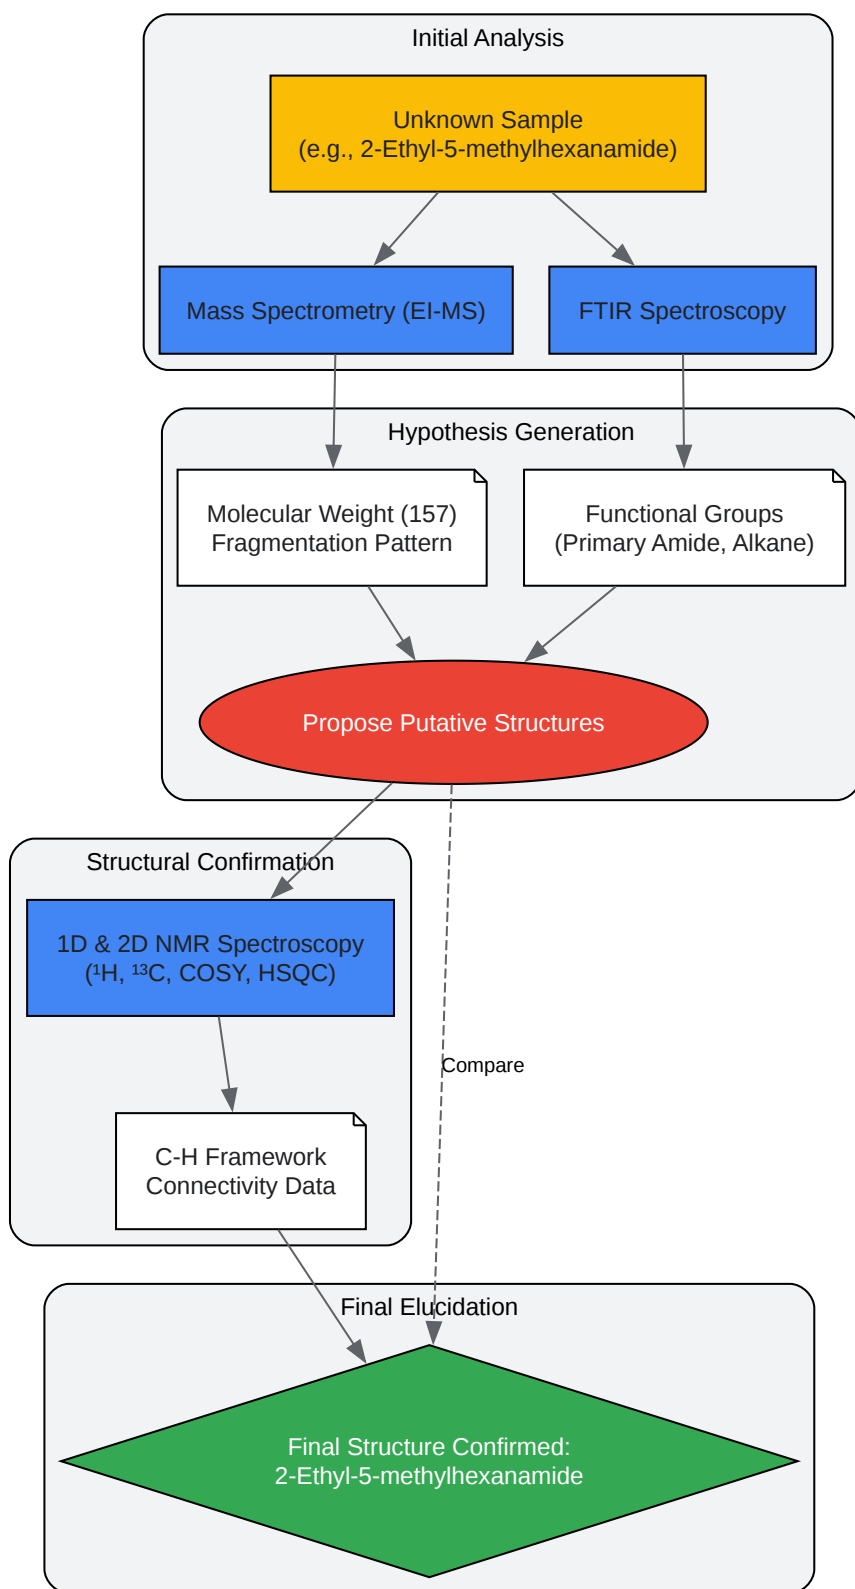 Initial Analysis
Unknown Sample
(e.g., 2-Ethyl-5-methylhexanamide)
Mass Spectrometry (EI-MS)
FTIR Spectroscopy
Hypothesis Generation
Molecular Weight (157)
Fragmentation Pattern
Functional Groups
(Primary Amide, Alkane)
Propose Putative Structures
Structural Confirmation
1D & 2D NMR Spectroscopy
(¹H, ¹³C, COSY, HSQC)
Compare
C-H Framework
Connectivity Data
Final Elucidation
Final Structure Confirmed:
2-Ethyl-5-methylhexanamide